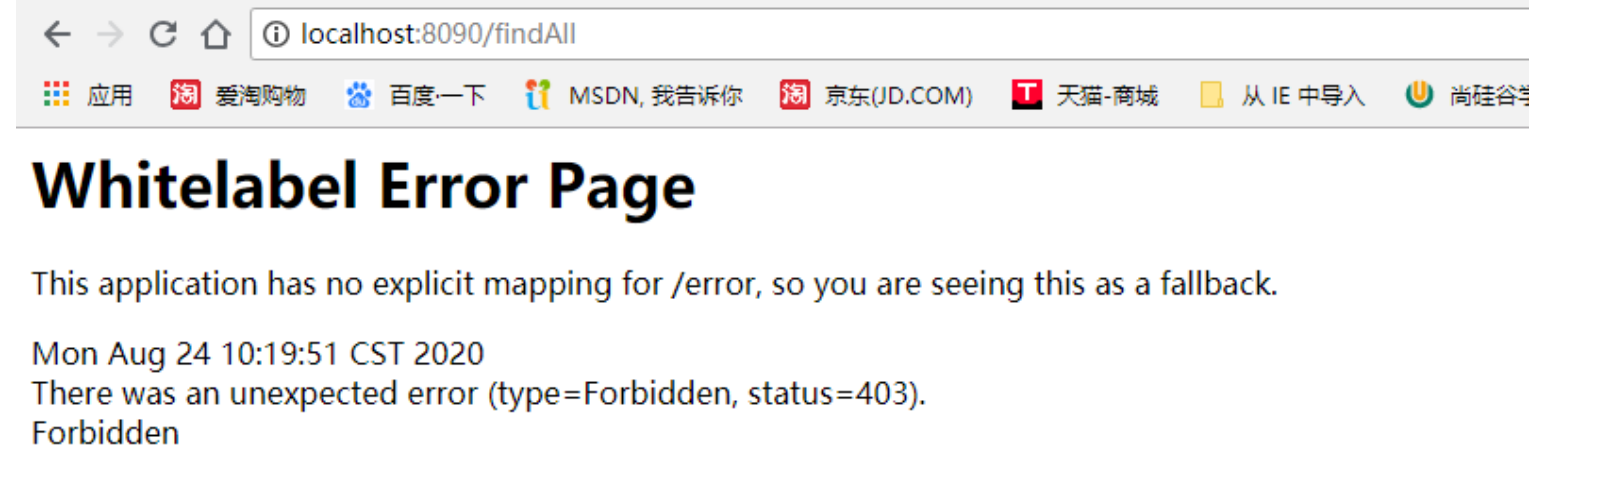 localhost:8090/findAll
应用 淘 爱淘购物 百度一下 MSDN, 我告诉你 淘 京东(JD.COM) T 天猫-商城 从 IE 中导入 尚硅谷学
Whitelabel Error Page
This application has no explicit mapping for /error, so you are seeing this as a fallback.
Mon Aug 24 10:19:51 CST 2020
There was an unexpected error (type=Forbidden, status=403).
Forbidden